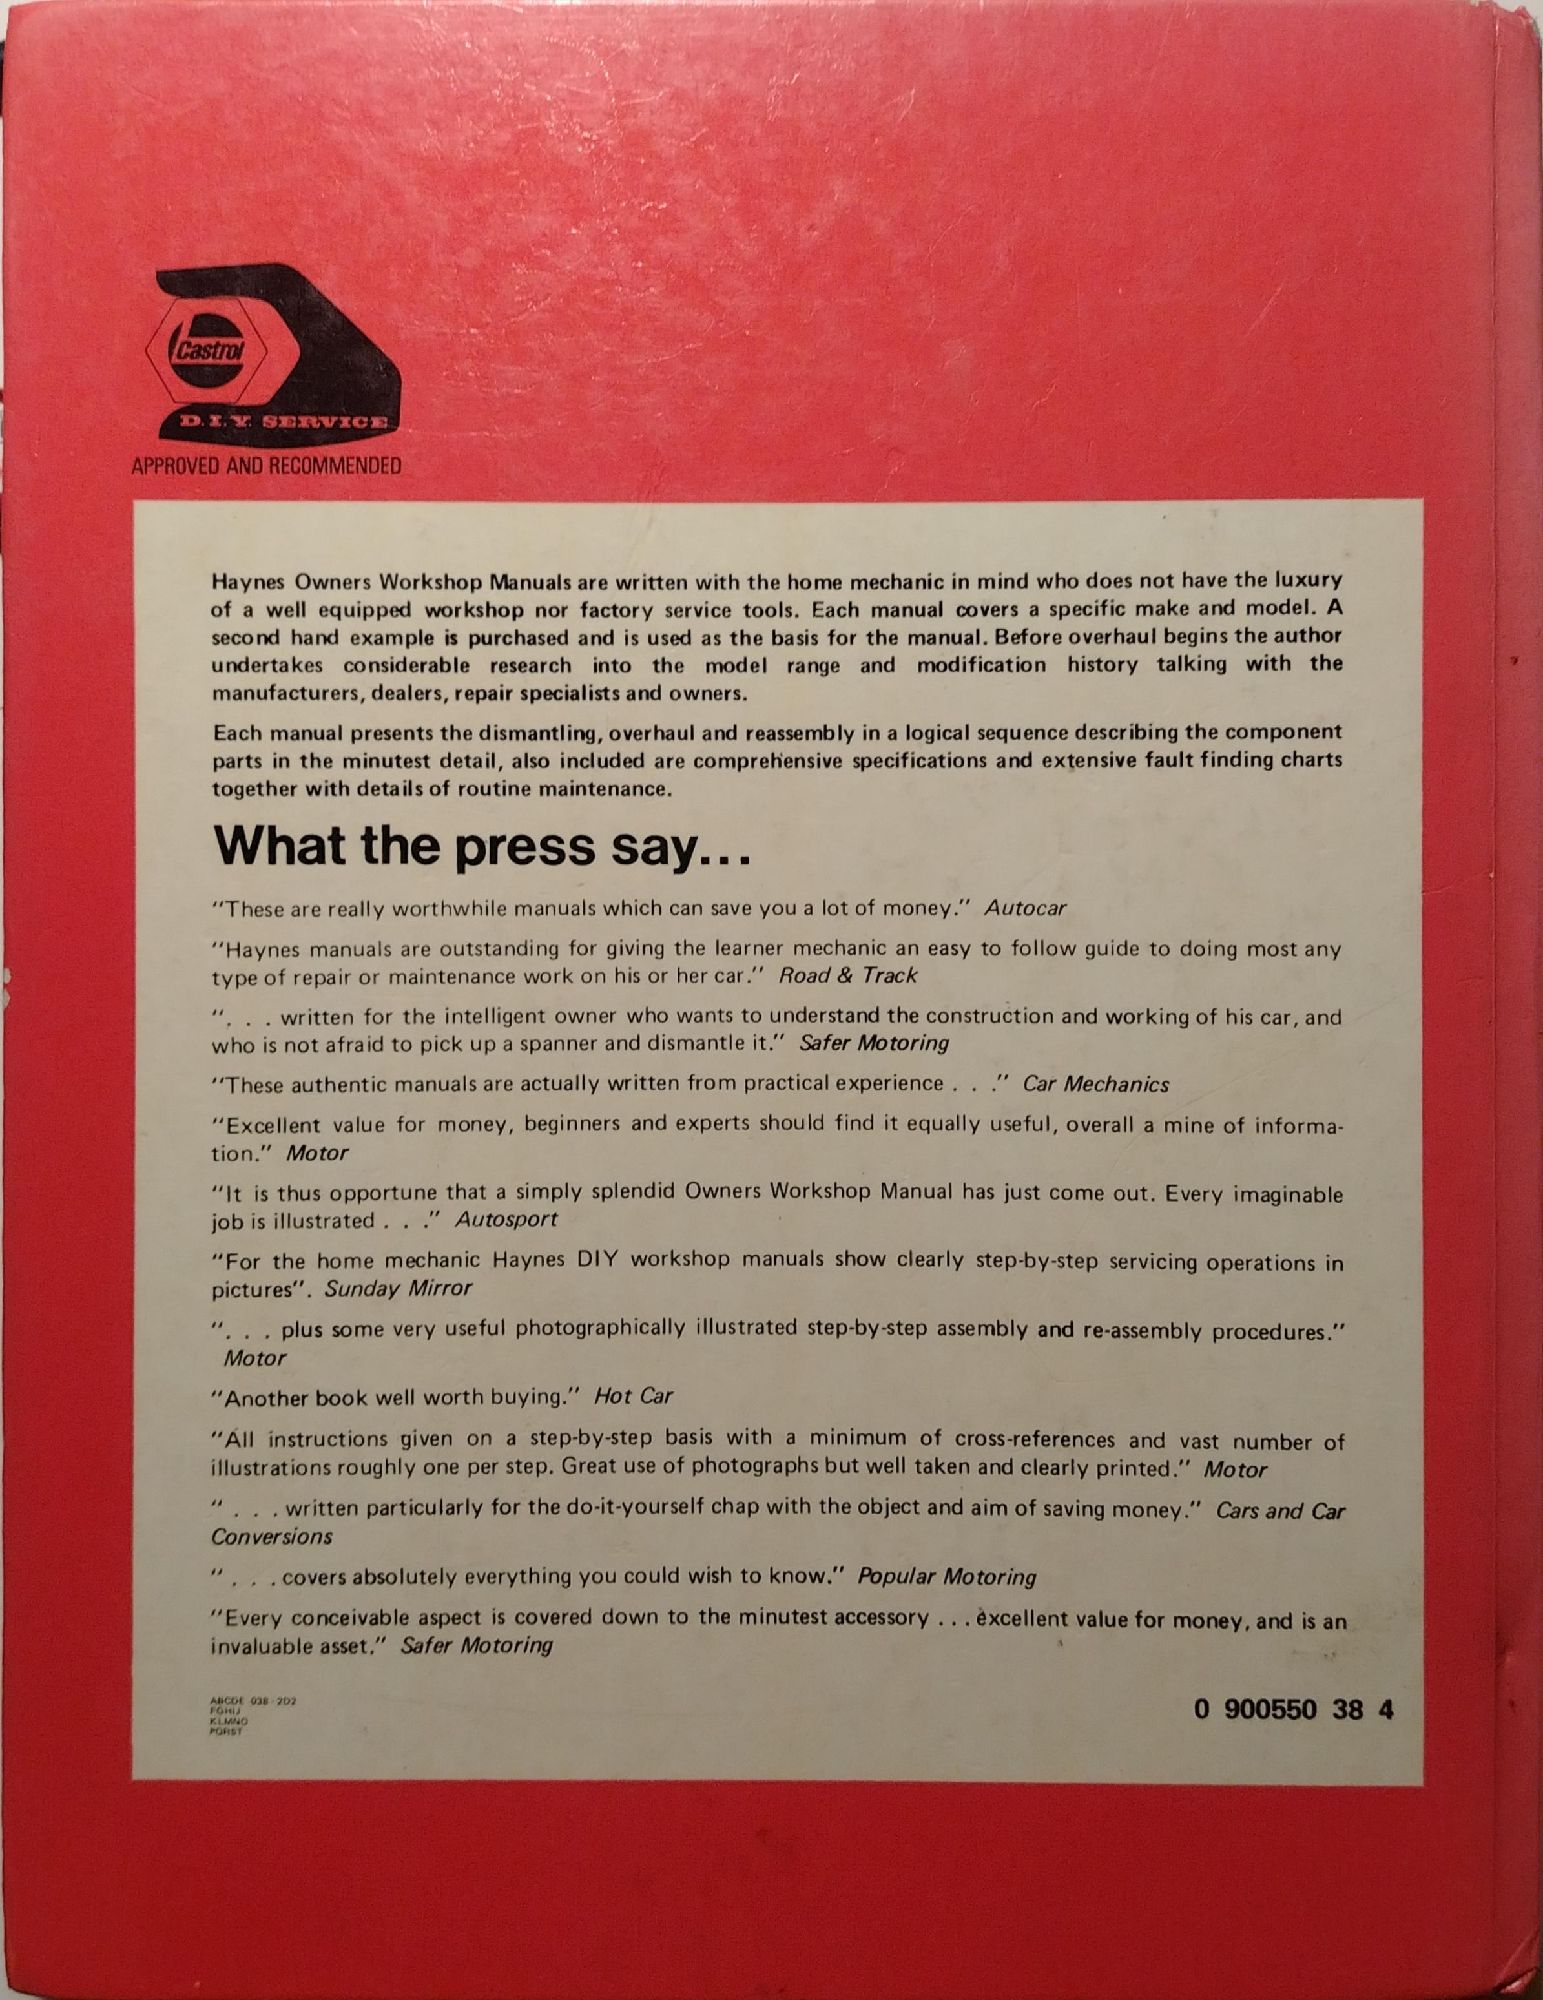 Castrol
D.I.Y. SERVICE
APPROVED AND RECOMMENDED
Haynes Owners Workshop Manuals are written with the home mechanic in mind who does not have the luxury
of a well equipped workshop nor factory service tools. Each manual covers a specific make and model. A
second hand example is purchased and is used as the basis for the manual. Before overhaul begins the author
undertakes considerable research into the model range and modification history talking with the
manufacturers, dealers, repair specialists and owners.
Each manual presents the dismantling, overhaul and reassembly in a logical sequence describing the component
parts in the minutest detail, also included are comprehensive specifications and extensive fault finding charts
together with details of routine maintenance.
What the press say...
"These are really worthwhile manuals which can save you a lot of money." Autocar
"Haynes manuals are outstanding for giving the learner mechanic an easy to follow guide to doing most any
type of repair or maintenance work on his or her car." Road & Track
". . . written for the intelligent owner who wants to understand the construction and working of his car, and
who is not afraid to pick up a spanner and dismantle it." Safer Motoring
"These authentic manuals are actually written from practical experience . . ." Car Mechanics
"Excellent value for money, beginners and experts should find it equally useful, overall a mine of informa-
tion." Motor
"It is thus opportune that a simply splendid Owners Workshop Manual has just come out. Every imaginable
job is illustrated . . ." Autosport
"For the home mechanic Haynes DIY workshop manuals show clearly step-by-step servicing operations in
pictures". Sunday Mirror
". . . plus some very useful photographically illustrated step-by-step assembly and re-assembly procedures."
Motor
"Another book well worth buying." Hot Car
"All instructions given on a step-by-step basis with a minimum of cross-references and vast number of
illustrations roughly one per step. Great use of photographs but well taken and clearly printed." Motor
" . . . written particularly for the do-it-yourself chap with the object and aim of saving money." Cars and Car
Conversions
" . . . covers absolutely everything you could wish to know." Popular Motoring
"Every conceivable aspect is covered down to the minutest accessory . . . excellent value for money, and is an
invaluable asset." Safer Motoring
ABCDE 038-2D2
FGHIJ
KLMNO
PQRST
0 900550 38 4